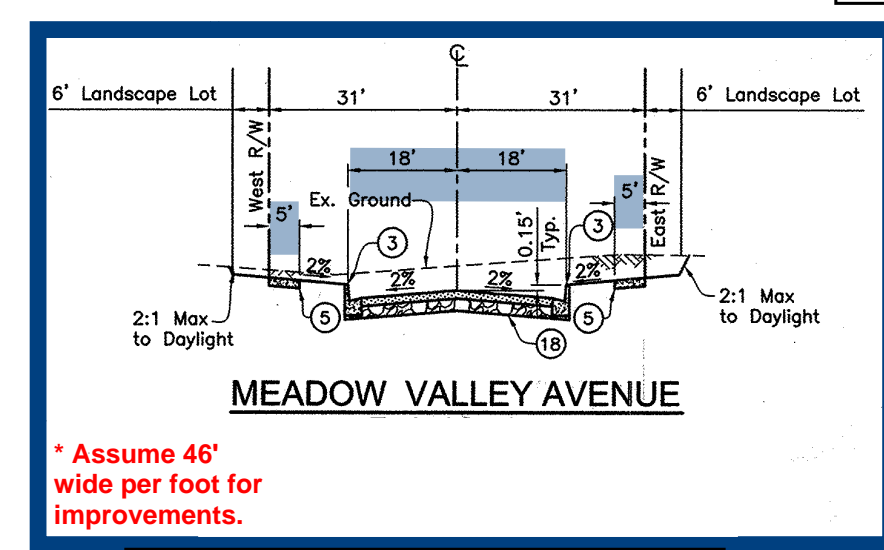 ℄
6' Landscape Lot
31'
31'
6' Landscape Lot
West R/W
18'
18'
East R/W
5'
5'
Ex. Ground
0.15'
Typ.
3
3
2%
2%
2%
2%
2:1 Max
to Daylight
5
5
18
2:1 Max
to Daylight
MEADOW VALLEY AVENUE
* Assume 46'
wide per foot for
improvements.